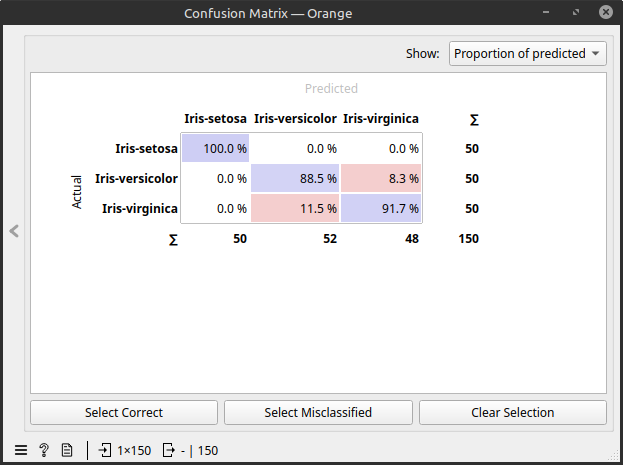 Confusion Matrix — Orange
Show: Proportion of predicted
Predicted
Iris-setosa Iris-versicolor Iris-virginica ∑
Iris-setosa 100.0 % 0.0 % 0.0 % 50
Iris-versicolor 0.0 % 88.5 % 8.3 % 50
Iris-virginica 0.0 % 11.5 % 91.7 % 50
∑ 50 52 48 150
Actual
Select Correct Select Misclassified Clear Selection
1×150 - | 150